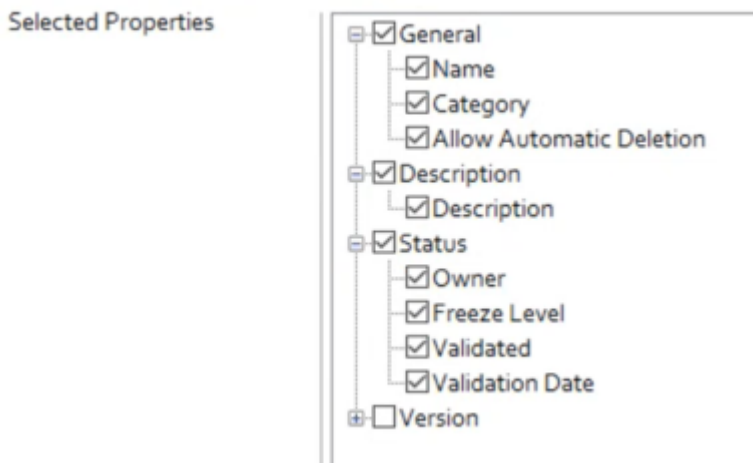 Selected Properties
General
Name
Category
Allow Automatic Deletion
Description
Description
Status
Owner
Freeze Level
Validated
Validation Date
Version